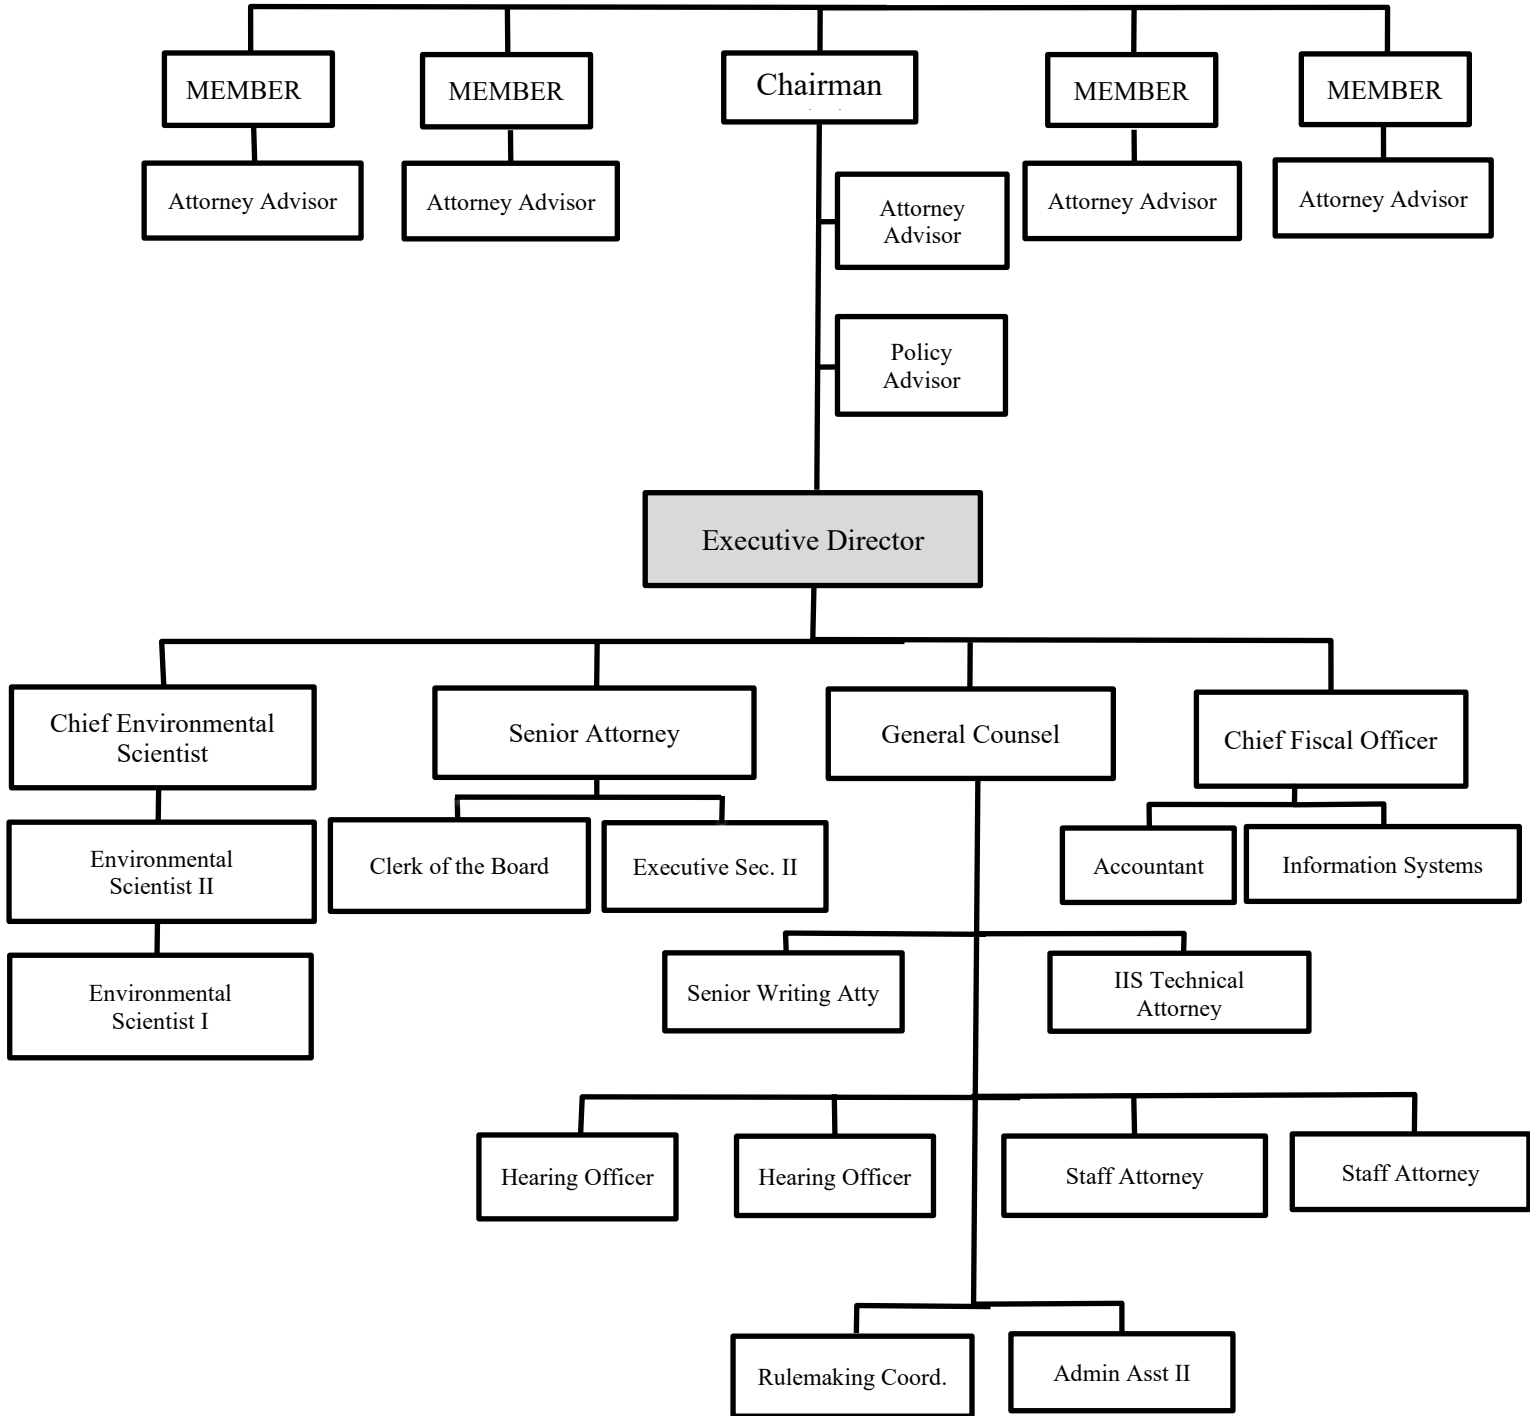 MEMBER
MEMBER
Chairman
MEMBER
MEMBER
Attorney Advisor
Attorney Advisor
Attorney
Advisor
Attorney Advisor
Attorney Advisor
Policy
Advisor
Executive Director
Chief Environmental
Scientist
Senior Attorney
General Counsel
Chief Fiscal Officer
Environmental
Scientist II
Clerk of the Board
Executive Sec. II
Accountant
Information Systems
Environmental
Scientist I
Senior Writing Atty
IIS Technical
Attorney
Hearing Officer
Hearing Officer
Staff Attorney
Staff Attorney
Rulemaking Coord.
Admin Asst II